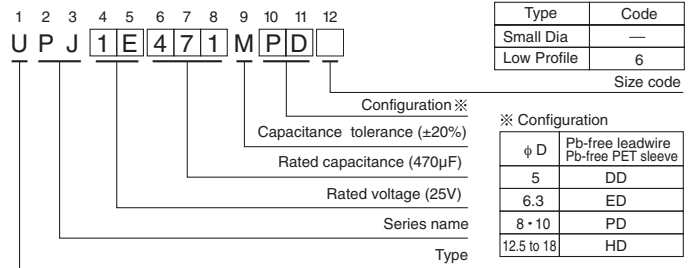 1 2 3 4 5 6 7 8 9 10 11 12
U P J 1 E 4 7 1 M P D
Type Code
Small Dia —
Low Profile 6
Size code
Configuration※
Capacitance tolerance (±20%)
Rated capacitance (470µF)
Rated voltage (25V)
Series name
Type
※ Configuration
ϕ D Pb-free leadwire
Pb-free PET sleeve
5 DD
6.3 ED
8・10 PD
12.5 to 18 HD